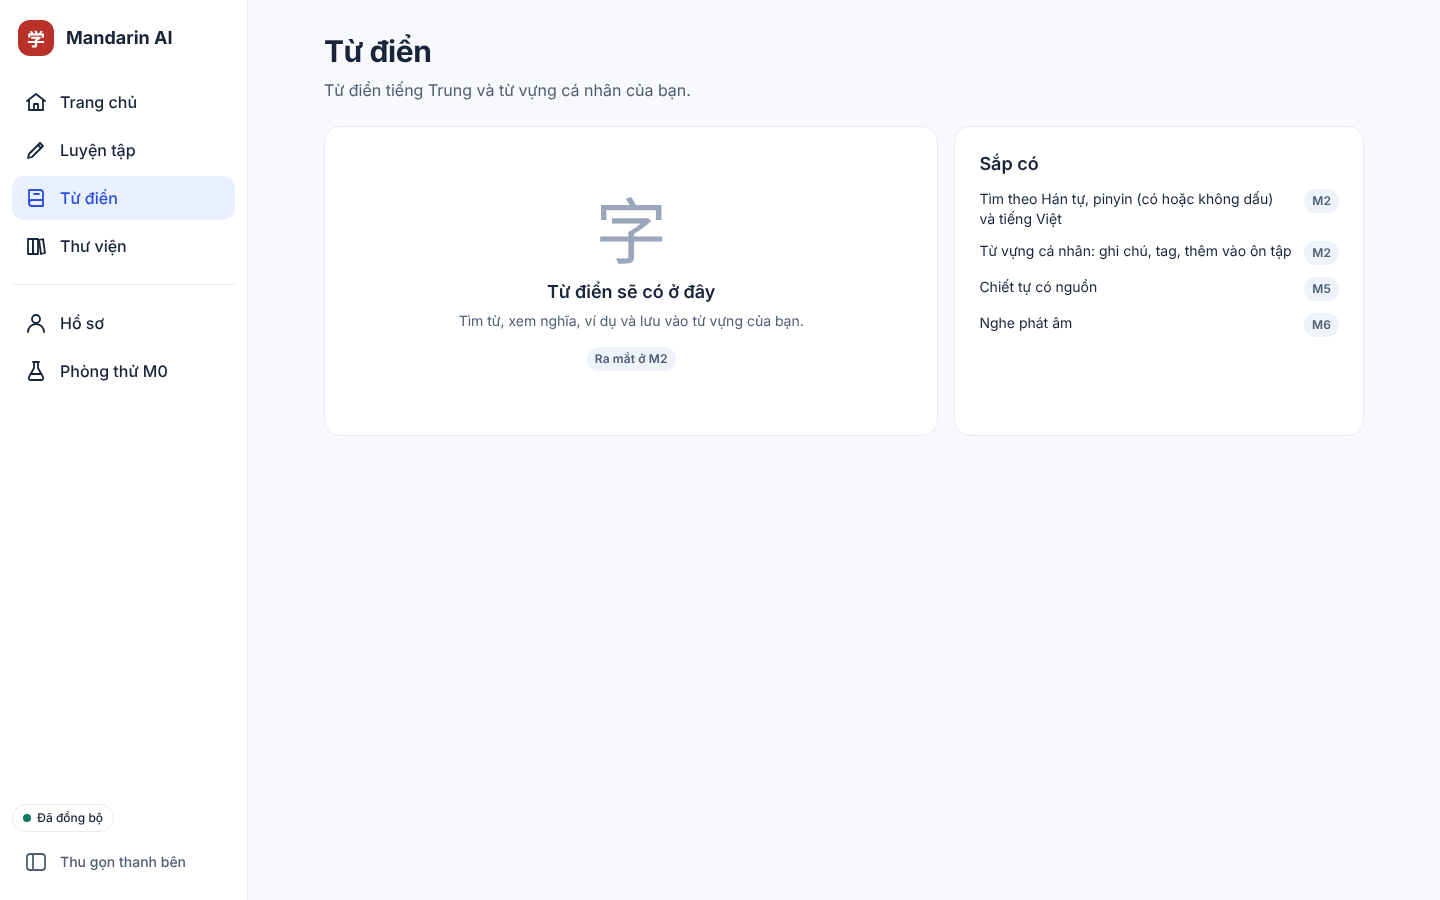 学 Mandarin AI
Trang chủ
Luyện tập
Từ điển
Thư viện
Hồ sơ
Phòng thử M0
Đã đồng bộ
Thu gọn thanh bên
Từ điển
Từ điển tiếng Trung và từ vựng cá nhân của bạn.
字
Từ điển sẽ có ở đây
Tìm từ, xem nghĩa, ví dụ và lưu vào từ vựng của bạn.
Ra mắt ở M2
Sắp có
Tìm theo Hán tự, pinyin (có hoặc không dấu) M2
và tiếng Việt
Từ vựng cá nhân: ghi chú, tag, thêm vào ôn tập M2
Chiết tự có nguồn M5
Nghe phát âm M6